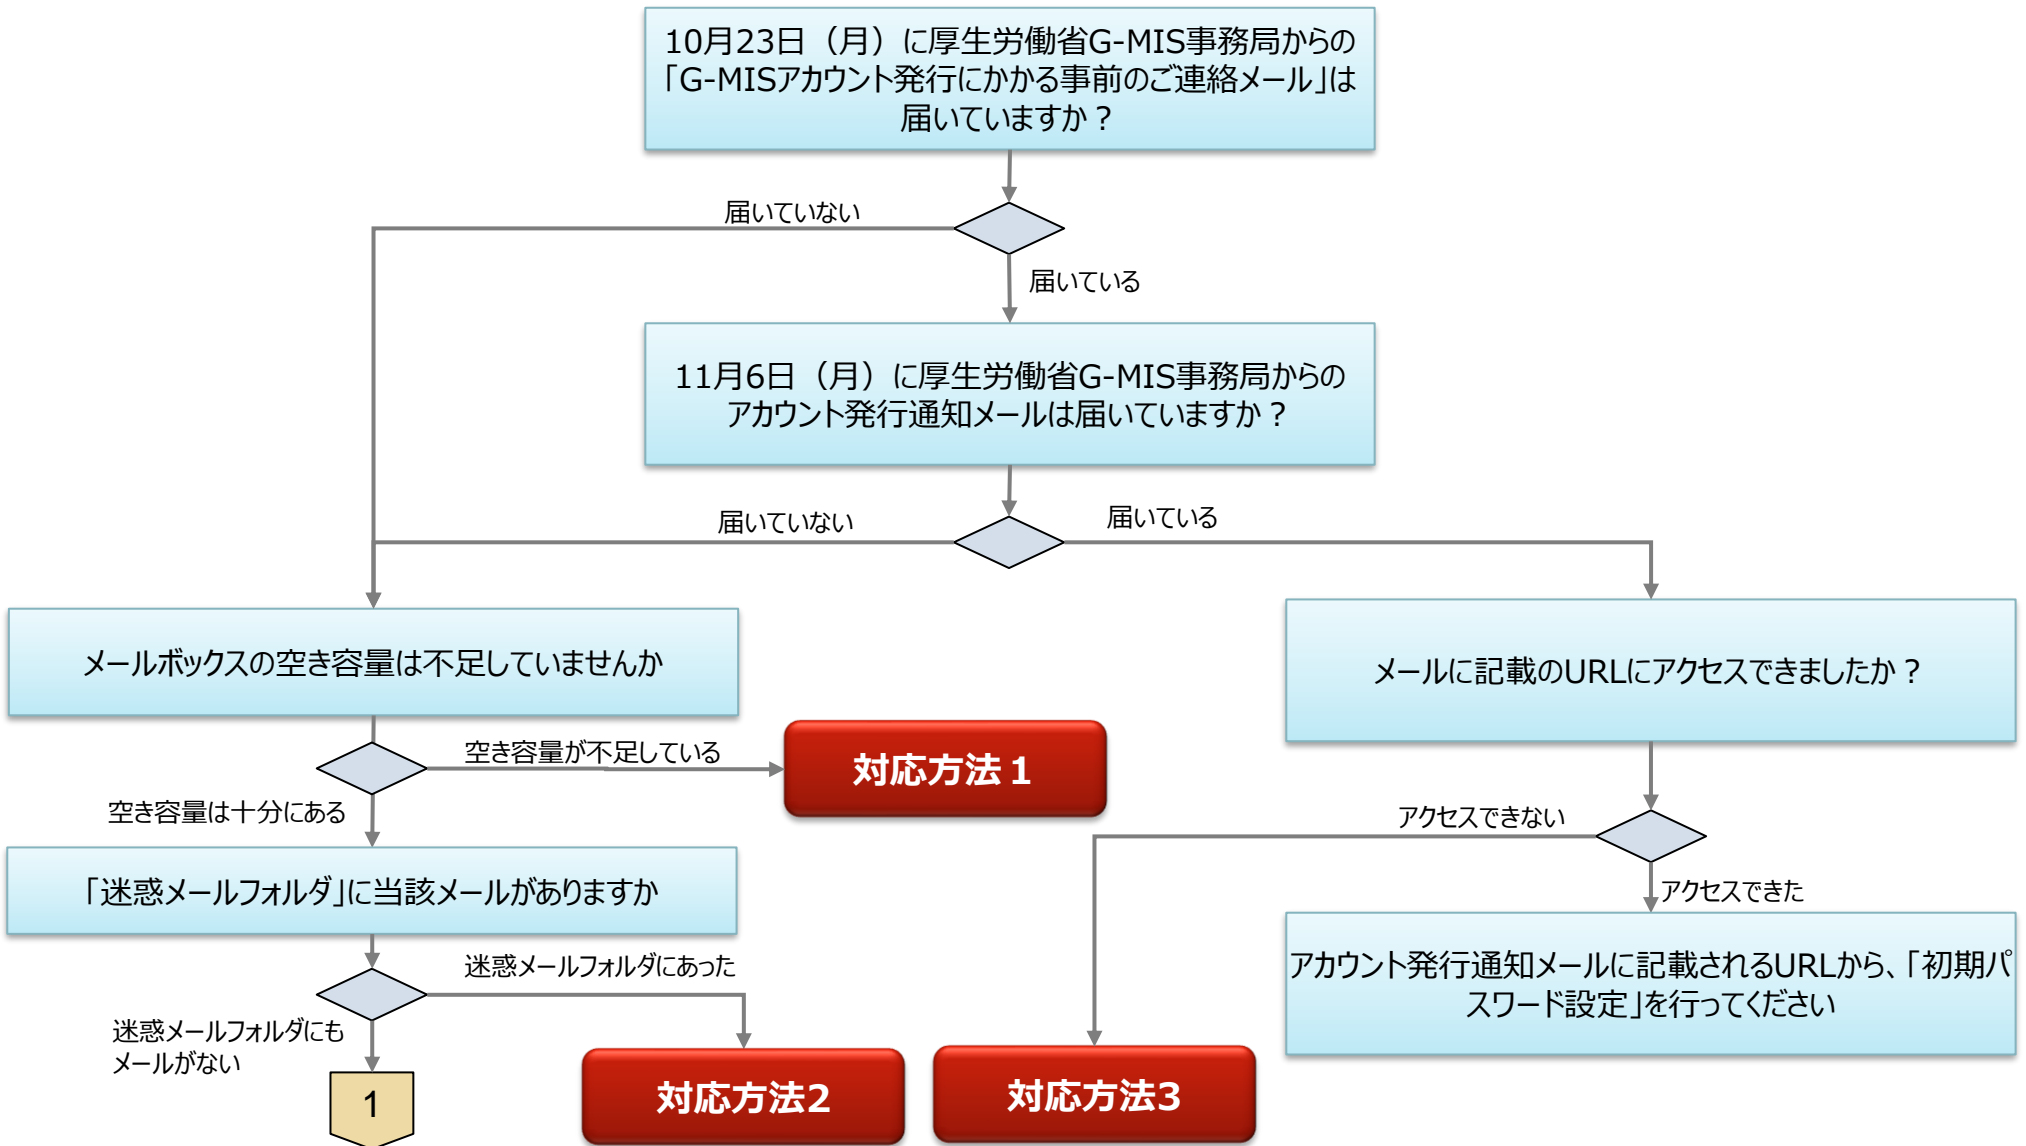 10月23日（月）に厚生労働省G-MIS事務局からの
「G-MISアカウント発行にかかる事前のご連絡メール」は
届いていますか？
届いていない
届いている
11月6日（月）に厚生労働省G-MIS事務局からの
アカウント発行通知メールは届いていますか？
届いていない
届いている
メールボックスの空き容量は不足していませんか
メールに記載のURLにアクセスできましたか？
空き容量が不足している
対応方法１
空き容量は十分にある
アクセスできない
「迷惑メールフォルダ」に当該メールがありますか
アクセスできた
アカウント発行通知メールに記載されるURLから、「初期パ
スワード設定」を行ってください
迷惑メールフォルダにあった
迷惑メールフォルダにも
メールがない
1
対応方法2
対応方法3